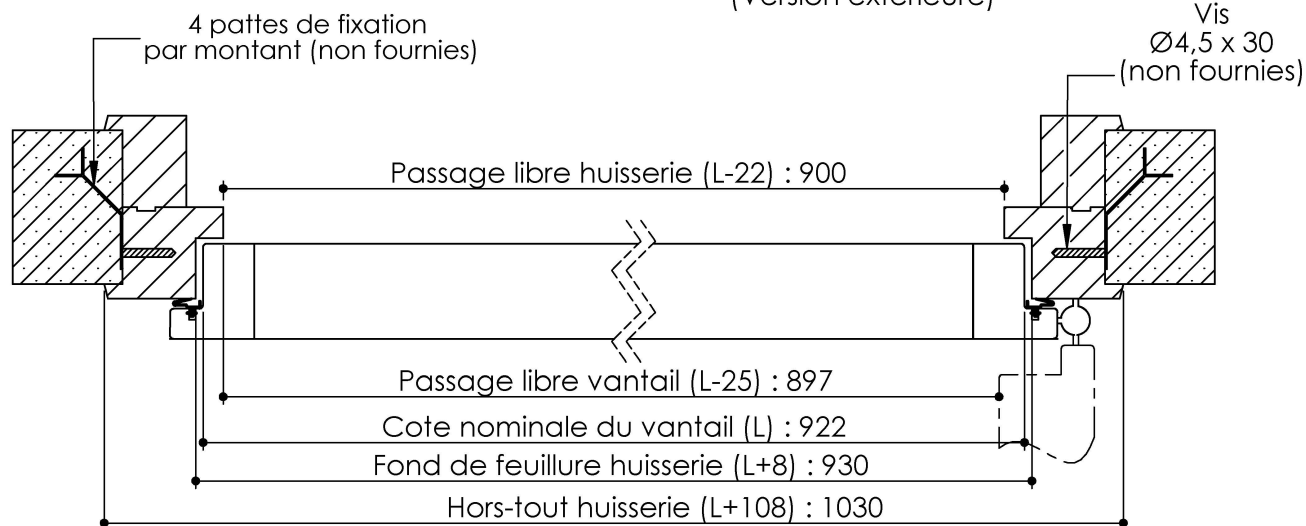 (Version extérieure)
4 pattes de fixation
par montant (non fournies)
Vis
Ø4,5 x 30
(non fournies)
Passage libre huisserie (L-22) : 900
Passage libre vantail (L-25) : 897
Cote nominale du vantail (L) : 922
Fond de feuillure huisserie (L+8) : 930
Hors-tout huisserie (L+108) : 1030